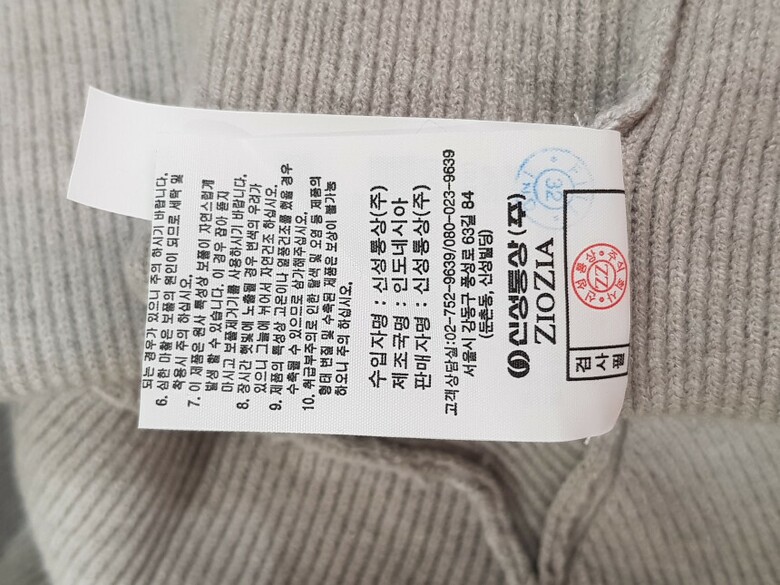 되는 경우가 있으니 주의 하시기 바랍니다.
6. 심한 마찰은 보풀의 원인이 되므로 세탁 및
착용시 주의 하십시오.
7. 이 제품은 원사 특성상 보풀이 자연스럽게
발생 할 수 있습니다. 이 경우 잡아 뜯지
마시고 보풀제거기를 사용하시기 바랍니다.
8. 장시간 햇빛에 노출될 경우 변색의 우려가
있으니 그늘에 뉘어서 자연건조 하십시오.
9. 제품의 특성상 고온이나 열풍건조를 했을 경우
수축될 수 있으므로 삼가해주십시오.
10. 취급부주의로 인한 탈색 및 오염 등 제품의
형태 변질 및 수축된 제품은 보상이 불가능
하오니 주의 하십시오.
수입자명 : 신성통상(주)
제조국명 : 인도네시아
판매자명 : 신성통상(주)
고객상담실:02-752-9639/080-023-9639
서울시 강동구 풍성로 63길 84
(둔촌동, 신성빌딩)
신성통상 (주)
ZIOZIA
32
INC
검사필
ZZ